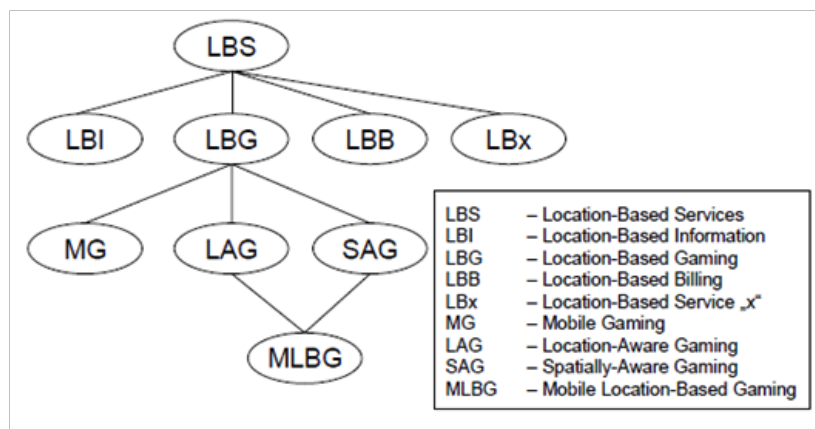 LBS
LBI LBG LBB LBx
MG LAG SAG
MLBG
LBS – Location-Based Services
LBI – Location-Based Information
LBG – Location-Based Gaming
LBB – Location-Based Billing
LBx – Location-Based Service „x“
MG – Mobile Gaming
LAG – Location-Aware Gaming
SAG – Spatially-Aware Gaming
MLBG – Mobile Location-Based Gaming